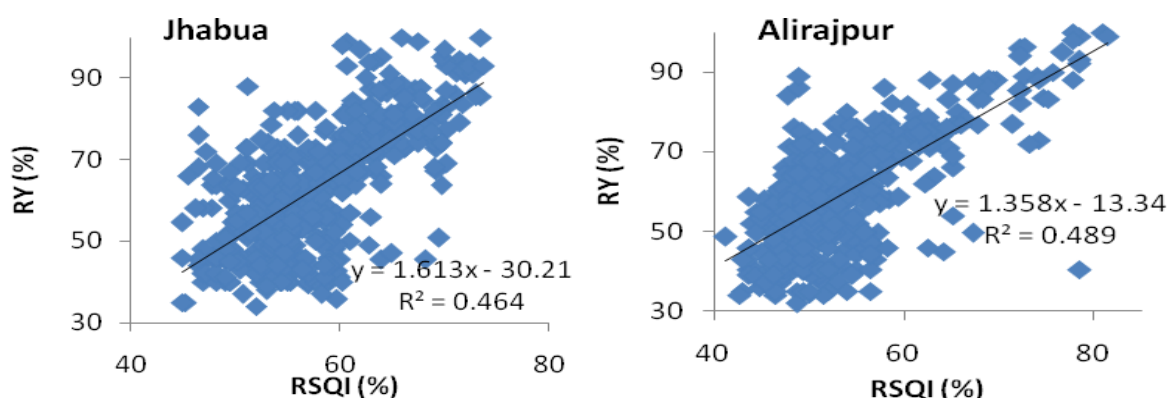 Jhabua
RY (%)
90
70
50
30
40
60
80
RSQI (%)
y = 1.613x - 30.21
R² = 0.464
Alirajpur
RY (%)
90
70
50
30
40
60
80
RSQI (%)
y = 1.358x - 13.34
R² = 0.489